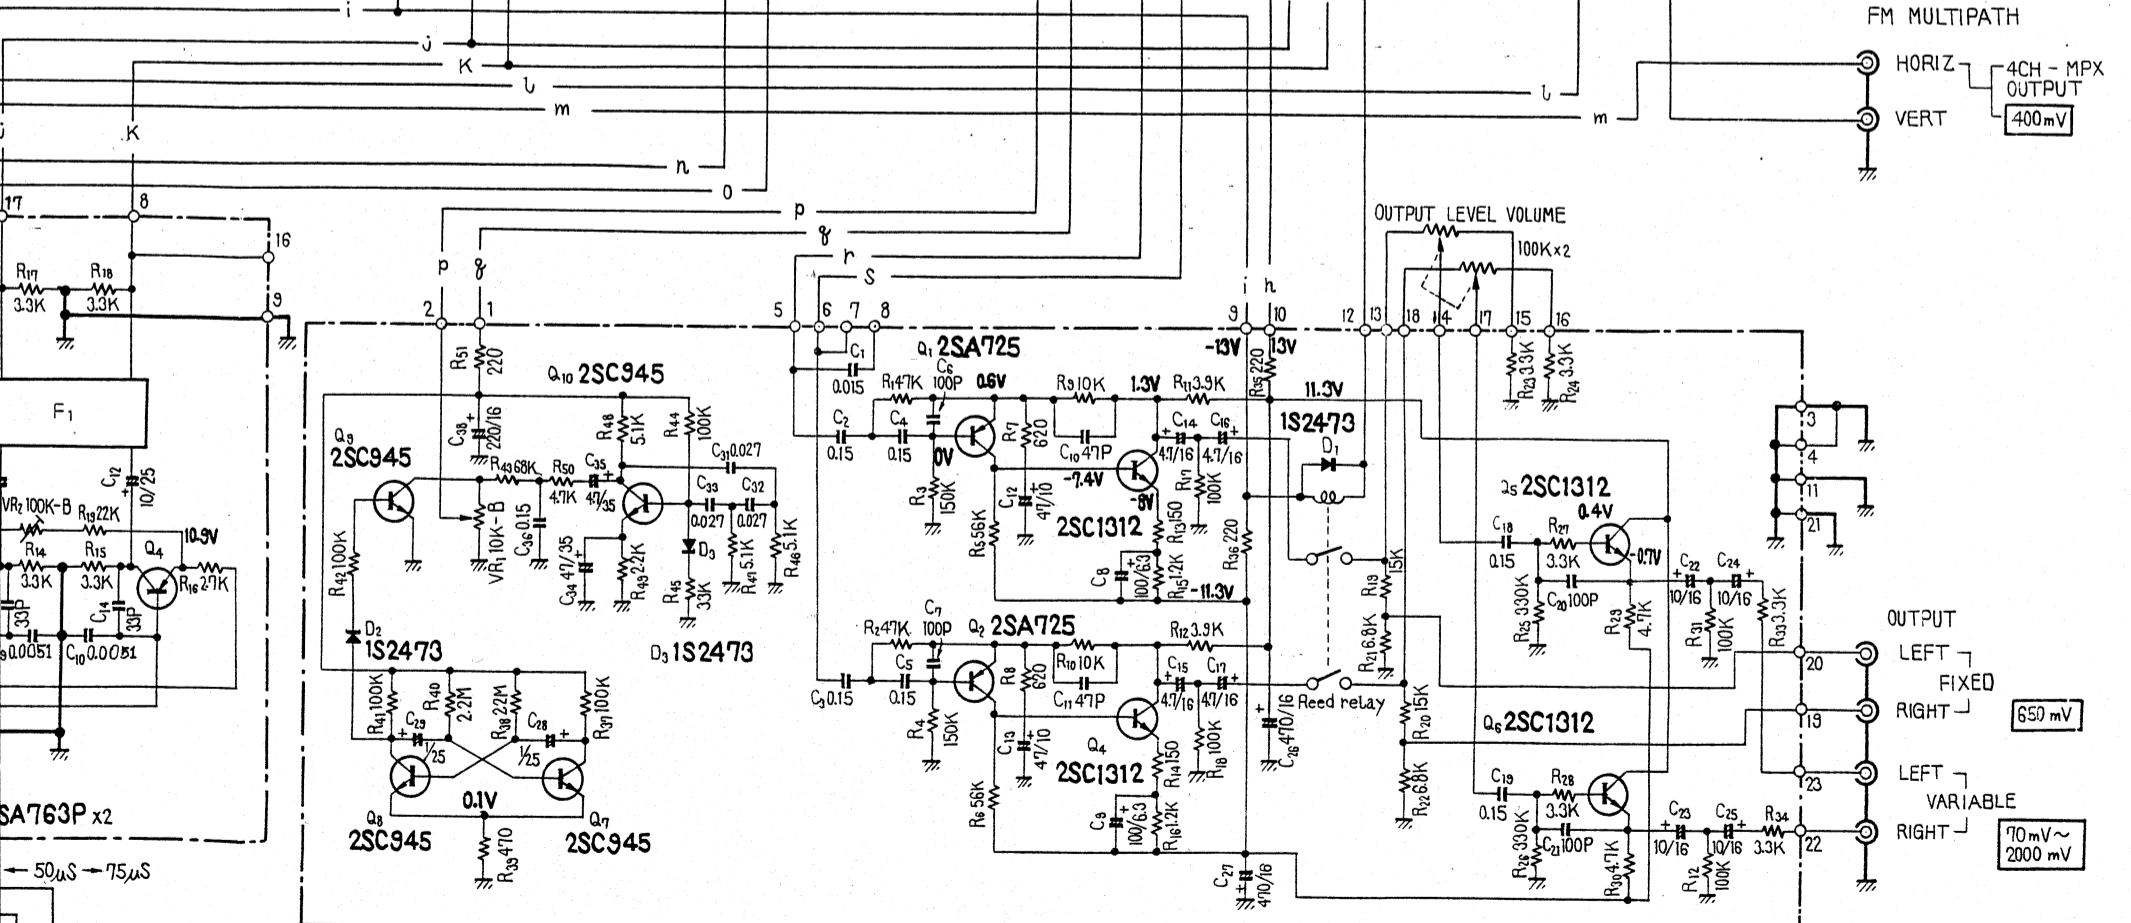 FM MULTIPATH
HORIZ
4CH - MPX
OUTPUT
VERT
400mV
i
j
K
l
l
m
m
K
n
o
p
q
r
S
p
q
i
h
17
8
16
9
R17
3.3K
R18
3.3K
F1
C12
10/25
VR2 100K-B
R19 22K
10.9V
R14
3.3K
R15
3.3K
Q4
R16 2.7K
33P
C14
33P
0.0051
C10 0.0051
SA763P x2
← 50µS → 75µS
2
1
5
6
7
8
9
10
12
13
18
14
17
15
16
OUTPUT LEVEL VOLUME
100K×2
R51
220
Q10 2SC945
C38
220/16
R48
5.1K
R44
100K
Q9
2SC945
R43 68K
R50
4.7K
C35
47/35
C31 0.027
C33
0.027
C32
0.027
VR1 10K-B
C36 0.15
R42 100K
C34 47/35
R49 2.2K
D3
R45
33K
R47 5.1K
R46 5.1K
D2
1S2473
D3 1S2473
R41 100K
R40
2.2M
R38 2.2M
R37 100K
C29
1/25
C28
1/25
0.1V
Q8
2SC945
Q7
2SC945
R39 470
C1
0.015
Q1 2SA725
R1 47K
C6
100P
0.6V
R9 10K
1.3V
R11 3.9K
C2
0.15
C4
0.15
0V
R7
620
C10 47P
C14
4.7/16
C16
4.7/16
-7.4V
-8V
R3
150K
C12
47/10
2SC1312
R17
100K
R13 150
R5 56K
C8
100/6.3
R15 1.2K
-11.3V
-13V
13V
R35 220
R36 220
11.3V
1S2473
D1
R23 3.3K
R24 3.3K
R2 47K
C7
100P
Q2 2SA725
R12 3.9K
C3 0.15
C5
0.15
R8
620
R10 10K
C11 47P
C15
4.7/16
C17
4.7/16
R4
150K
C13
47/10
Q4
2SC1312
R14 150
R18 100K
R6 56K
C9
100/6.3
R16 1.2K
C26 470/16
C27
470/16
Reed relay
R19
15K
R21 6.8K
R20 15K
R22 6.8K
Q5 2SC1312
0.4V
C18
0.15
R27
3.3K
-0.7V
R25 330K
C20 100P
R29
4.7K
C22
10/16
C24
10/16
R31
100K
R33 3.3K
Q6 2SC1312
C19
0.15
R28
3.3K
R26 330K
C21 100P
R30 4.7K
C23
10/16
C25
10/16
R12
100K
R34
3.3K
3
4
11
21
20
19
23
22
OUTPUT
LEFT
FIXED
RIGHT
650 mV
LEFT
VARIABLE
RIGHT
70mV~
2000 mV